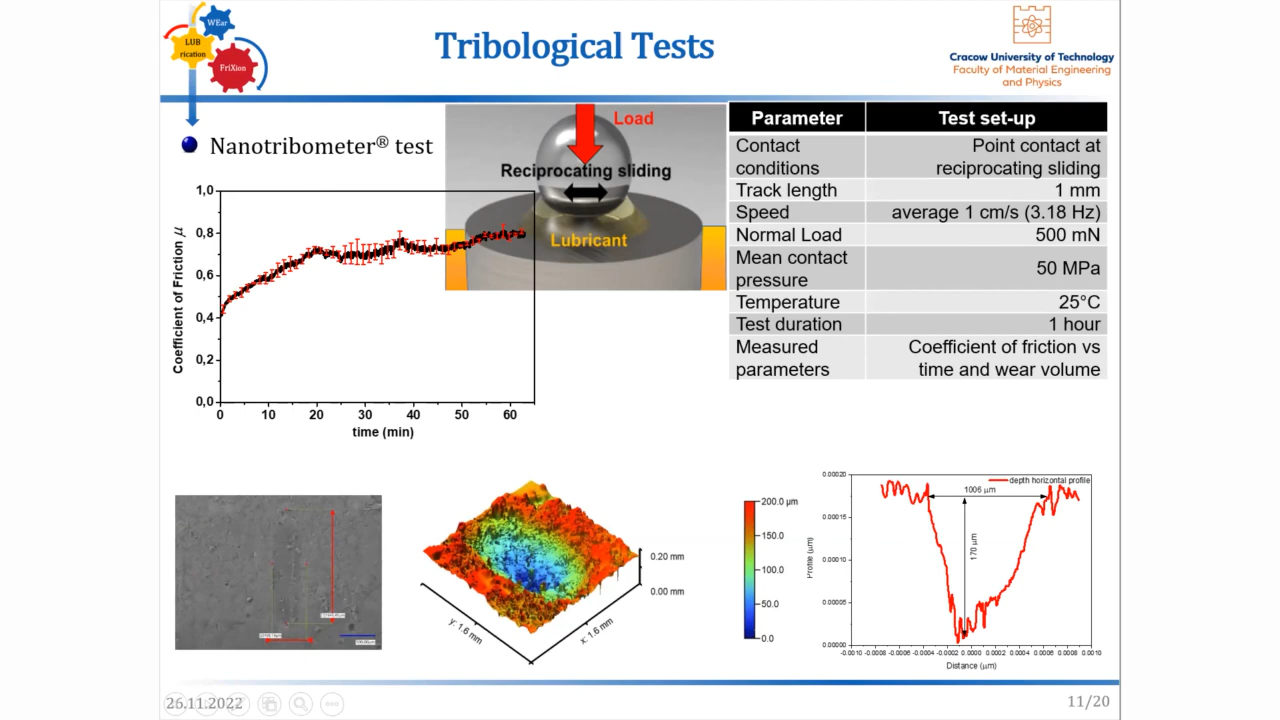 WEar
LUB
rication
FriXion
Tribological Tests
Cracow University of Technology
Faculty of Material Engineering
and Physics
Nanotribometer® test
Load
Reciprocating sliding
Lubricant
Parameter Test set-up
Contact conditions Point contact at reciprocating sliding
Track length 1 mm
Speed average 1 cm/s (3.18 Hz)
Normal Load 500 mN
Mean contact pressure 50 MPa
Temperature 25°C
Test duration 1 hour
Measured parameters Coefficient of friction vs time and wear volume
Coefficient of Friction μ
1,0
0,8
0,6
0,4
0,2
0,0
0 10 20 30 40 50 60
time (min)
0.20 mm
0.00 mm
y: 1.6 mm
x: 1.6 mm
200.0 μm
150.0
100.0
50.0
0.0
depth horizontal profile
1006 μm
170 μm
Profile (μm)
0.00020
0.00015
0.00010
0.00005
0.00000
-0.0010 -0.0008 -0.0006 -0.0004 -0.0002 0.0000 0.0002 0.0004 0.0006 0.0008 0.0010
Distance (μm)
26.11.2022
11/20